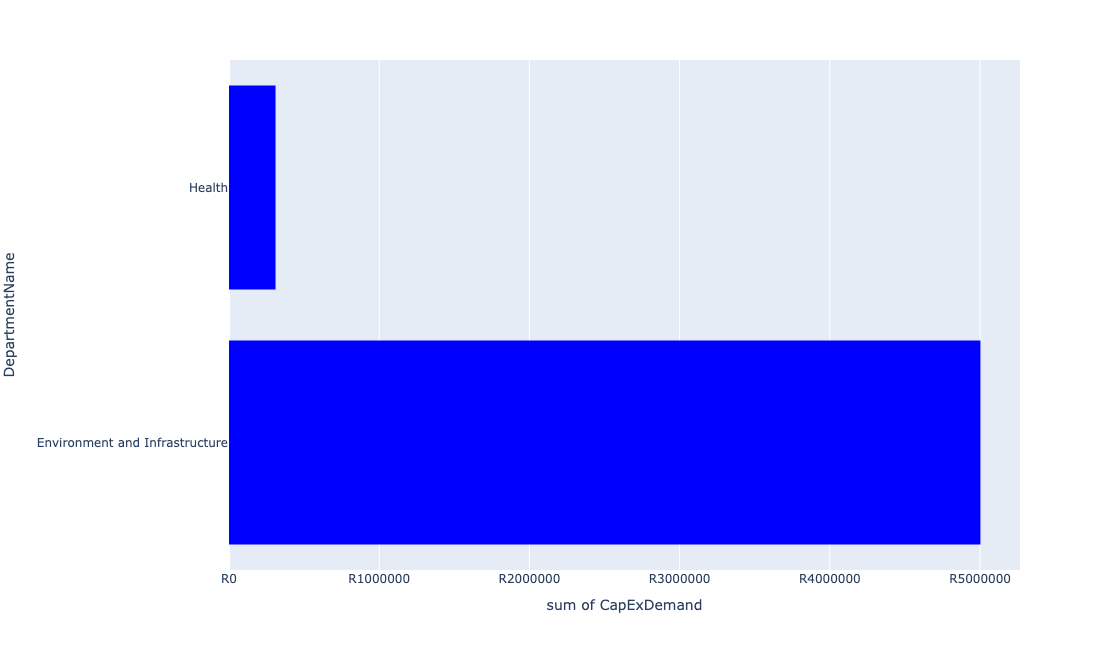 Health
DepartmentName
Environment and Infrastructure
R0 R1000000 R2000000 R3000000 R4000000 R5000000
sum of CapExDemand